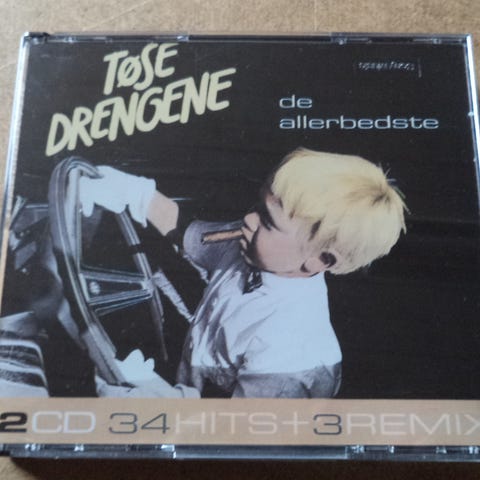 TØSE
DRENGENE
de
allerbedste
2CD 34HITS+3REMIX